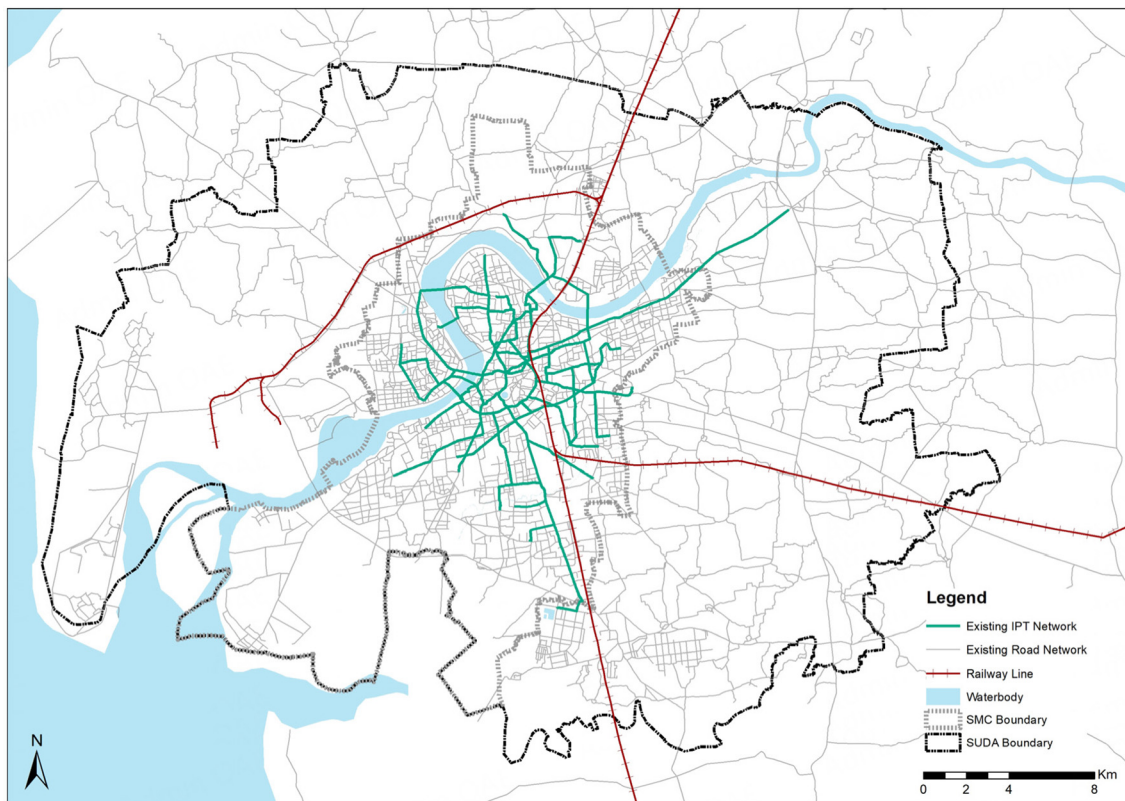 Legend
Existing IPT Network
Existing Road Network
Railway Line
Waterbody
SMC Boundary
SUDA Boundary
N
Km
0 2 4 8